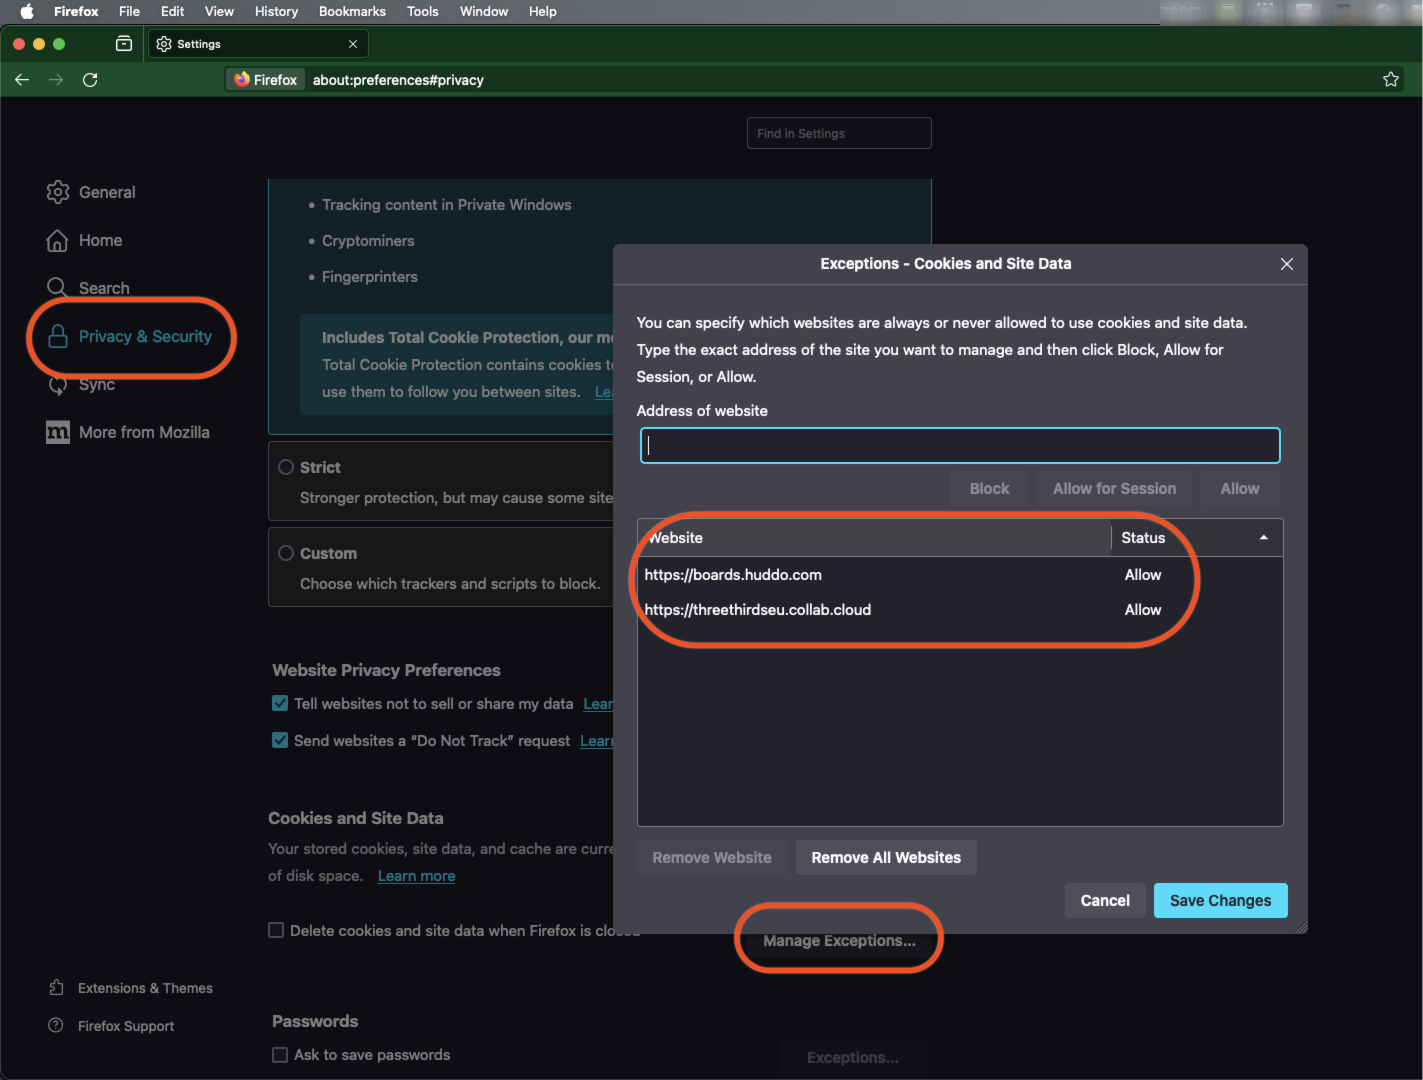 Firefox File Edit View History Bookmarks Tools Window Help
Settings
Firefox about:preferences#privacy
Find in Settings
General
Home
Search
Privacy & Security
Sync
m More from Mozilla
Tracking content in Private Windows
Cryptominers
Fingerprinters
Includes Total Cookie Protection, our
Total Cookie Protection contains cookies
use them to follow you between sites.
Strict
Stronger protection, but may cause some site
Custom
Choose which trackers and scripts to block.
Website Privacy Preferences
Tell websites not to sell or share my data Lear
Send websites a “Do Not Track” request Learn
Cookies and Site Data
Your stored cookies, site data, and cache are curre
of disk space. Learn more
Delete cookies and site data when Firefox is closed
Manage Exceptions...
Passwords
Ask to save passwords
Exceptions...
Extensions & Themes
Firefox Support
Exceptions - Cookies and Site Data
You can specify which websites are always or never allowed to use cookies and site data.
Type the exact address of the site you want to manage and then click Block, Allow for
Session, or Allow.
Address of website
Block Allow for Session Allow
Website Status
https://boards.huddo.com Allow
https://threethirdseu.collab.cloud Allow
Remove Website Remove All Websites
Cancel Save Changes